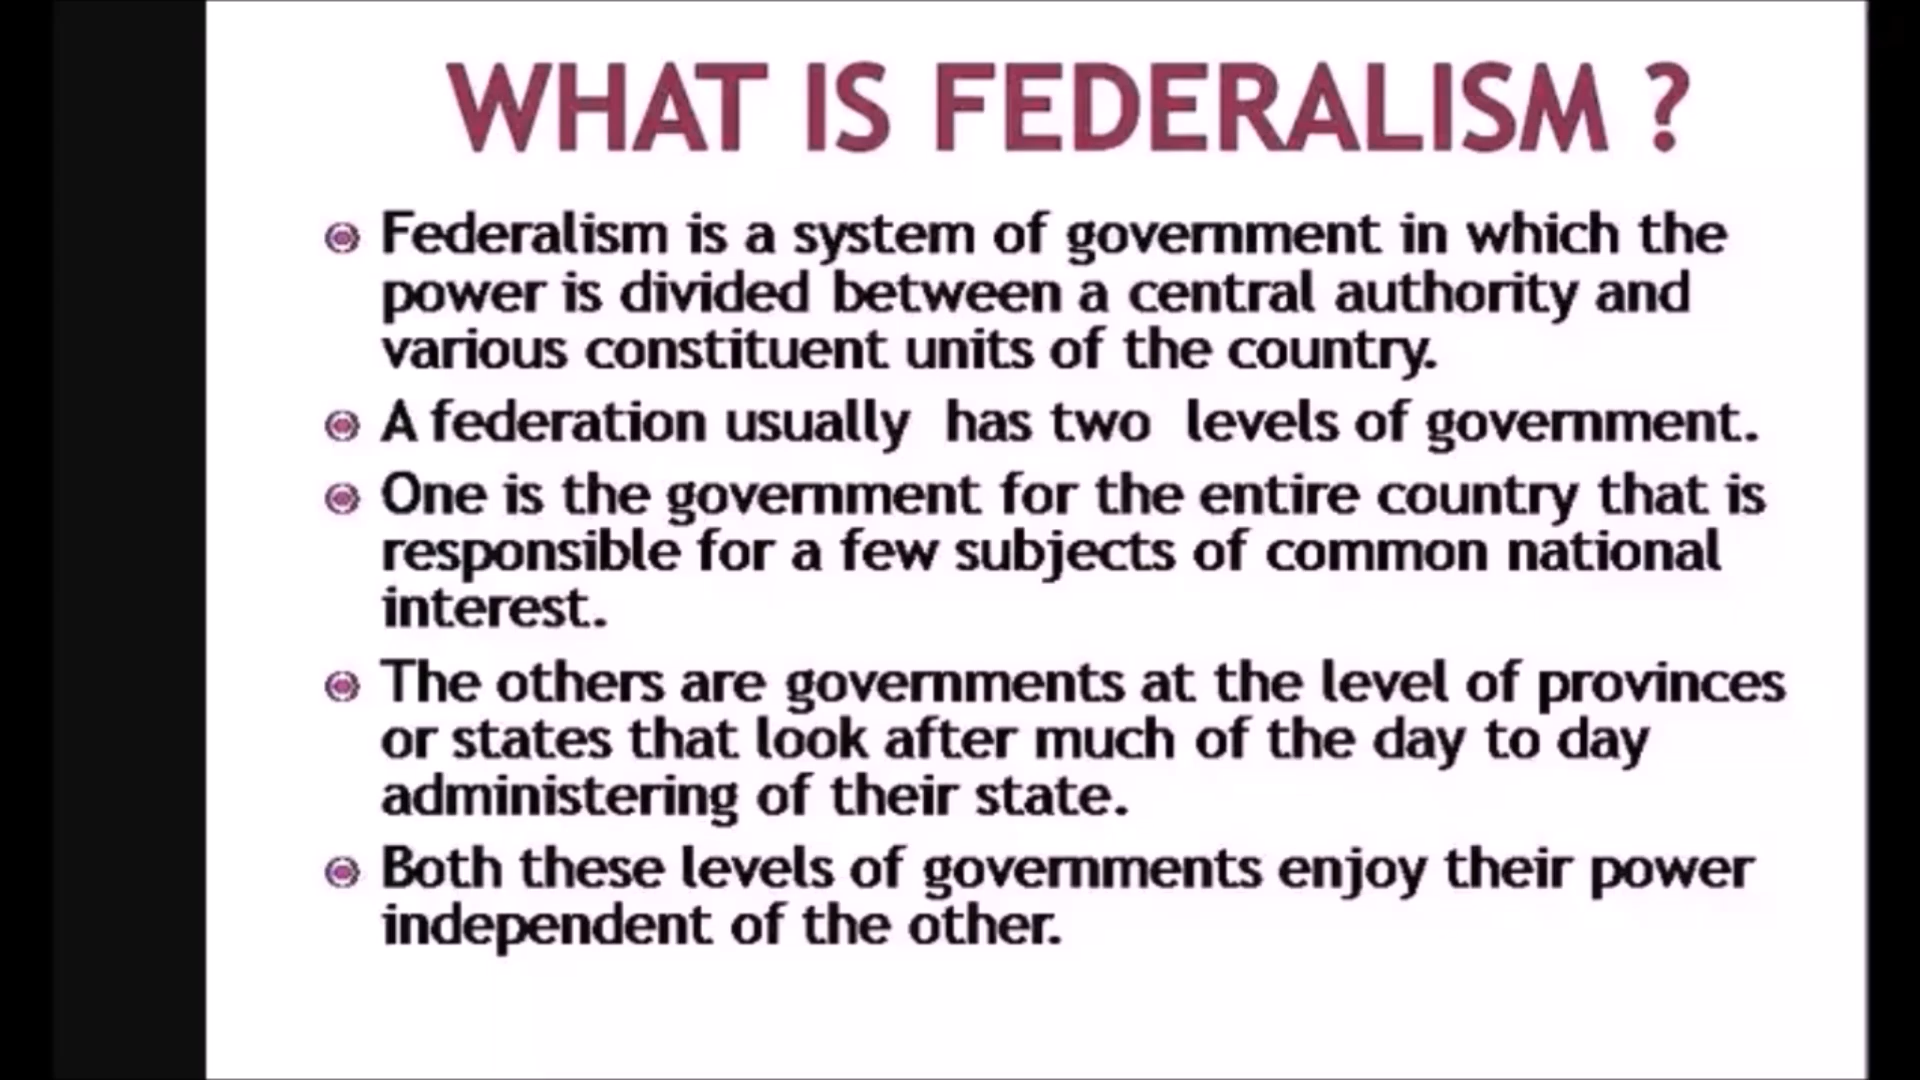 WHAT IS FEDERALISM ?
Federalism is a system of government in which the
power is divided between a central authority and
various constituent units of the country.
A federation usually has two levels of government.
One is the government for the entire country that is
responsible for a few subjects of common national
interest.
The others are governments at the level of provinces
or states that look after much of the day to day
administering of their state.
Both these levels of governments enjoy their power
independent of the other.